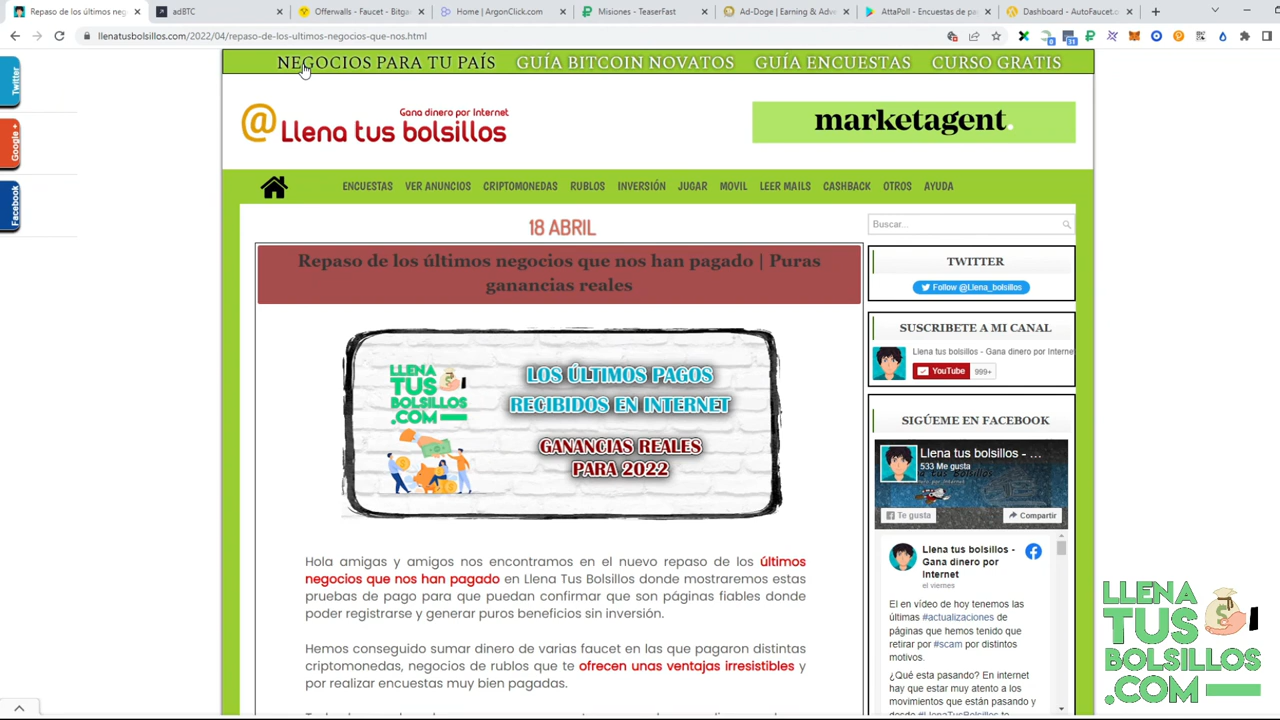 Repaso de los últimos neg
adBTC
Offerwalls - Faucet - Bitga
Home | ArgonClick.com
Misiones - TeaserFast
Ad-Doge | Earning & Adve
AttaPoll - Encuestas de pa
Dashboard - AutoFaucet.o
llenatusbolsillos.com/2022/04/repaso-de-los-ultimos-negocios-que-nos.html
Twitter
Google +
Facebook
NEGOCIOS PARA TU PAÍS GUÍA BITCOIN NOVATOS GUÍA ENCUESTAS CURSO GRATIS
Gana dinero por Internet
@Llena tus bolsillos
marketagent.
ENCUESTAS VER ANUNCIOS CRIPTOMONEDAS RUBLOS INVERSIÓN JUGAR MOVIL LEER MAILS CASHBACK OTROS AYUDA
18 ABRIL
Repaso de los últimos negocios que nos han pagado | Puras
ganancias reales
LLENA
TUS
BOLSILLOS
.COM
LOS ÚLTIMOS PAGOS
RECIBIDOS EN INTERNET
GANANCIAS REALES
PARA 2022
Hola amigas y amigos nos encontramos en el nuevo repaso de los últimos
negocios que nos han pagado en Llena Tus Bolsillos donde mostraremos estas
pruebas de pago para que puedan confirmar que son páginas fiables donde
poder registrarse y generar puros beneficios sin inversión.
Hemos conseguido sumar dinero de varias faucet en las que pagaron distintas
criptomonedas, negocios de rublos que te ofrecen unas ventajas irresistibles y
por realizar encuestas muy bien pagadas.
Buscar...
TWITTER
Follow @Llena_bolsillos
SUSCRIBETE A MI CANAL
Llena tus bolsillos - Gana dinero por Interne
YouTube 999+
SIGÚEME EN FACEBOOK
Llena tus bolsillos - ...
533 Me gusta
Te gusta
Compartir
Llena tus bolsillos -
Gana dinero por
Internet
el viernes
El en vídeo de hoy tenemos las
últimas #actualizaciones de
páginas que hemos tenido que
retirar por #scam por distintos
motivos.
¿Qué esta pasando? En internet
hay que estar muy atento a los
movimientos que están pasando y
LLENA
TUS
BOLSILLOS
.COM